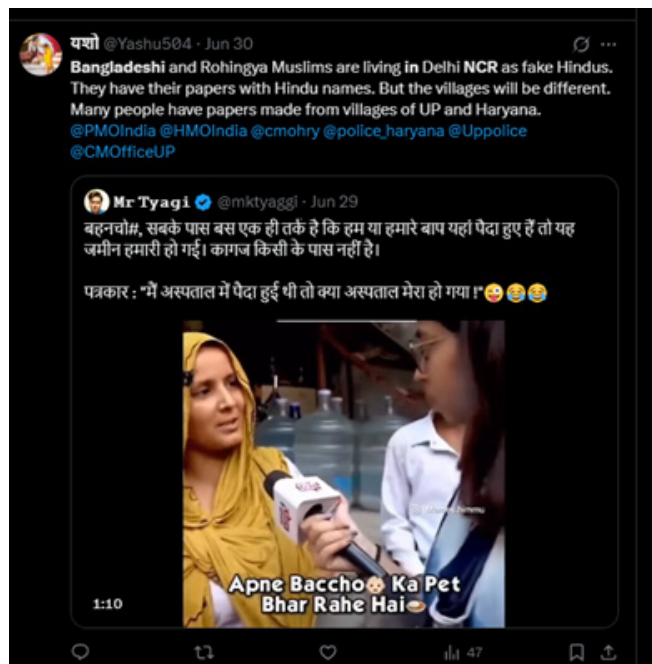 यशो @Yashu504 · Jun 30
Bangladeshi and Rohingya Muslims are living in Delhi NCR as fake Hindus.
They have their papers with Hindu names. But the villages will be different.
Many people have papers made from villages of UP and Haryana.
@PMOIndia @HMOIndia @cmohry @police_haryana @Uppolice
@CMOfficeUP
Mr Tyagi @mktyaggi · Jun 29
बहनचो#, सबके पास बस एक ही तर्क है कि हम या हमारे बाप यहां पैदा हुए हैं तो यह
जमीन हमारी हो गई। कागज किसी के पास नहीं है।
पत्रकार : "मैं अस्पताल में पैदा हुई थी तो क्या अस्पताल मेरा हो गया !"😜😂😂
Apne Baccho👶🏻 Ka Pet
Bhar Rahe Hai🍛
1:10
47